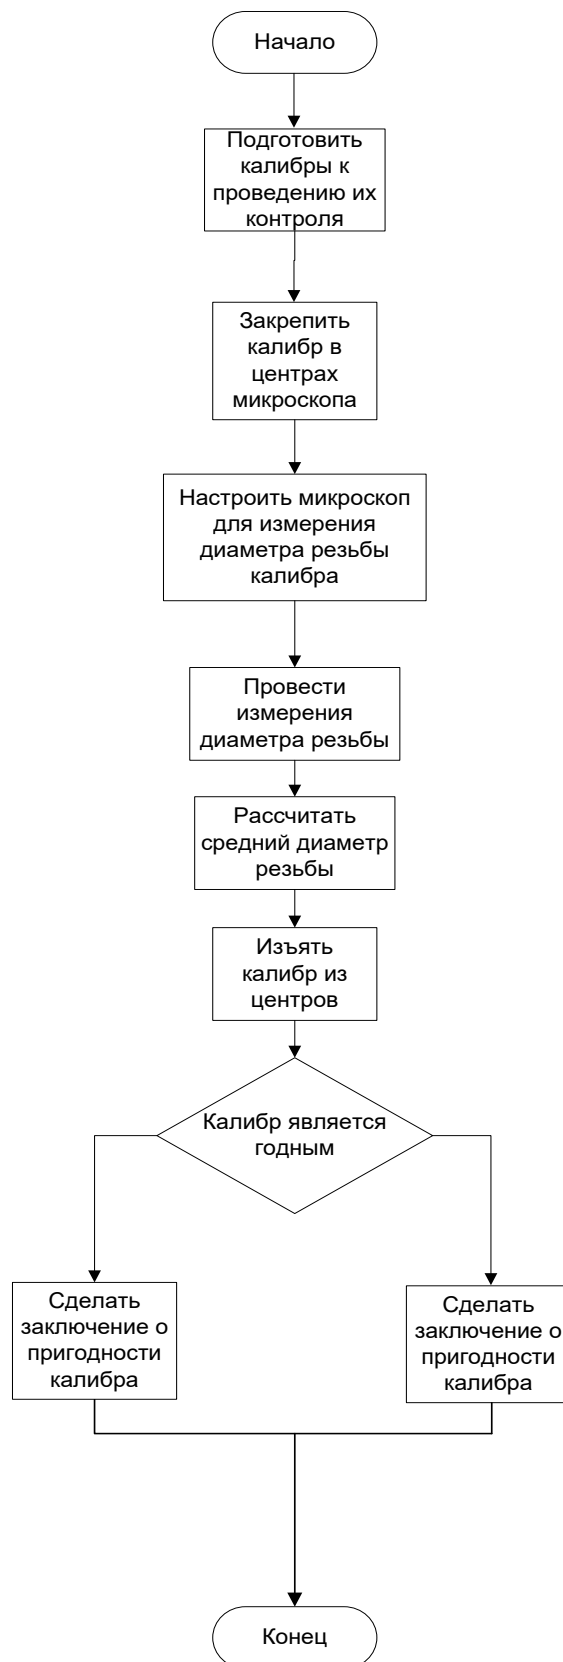 Начало
Подготовить
калибры к
проведению их
контроля
Закрепить
калибр в
центрах
микроскопа
Настроить микроскоп
для измерения
диаметра резьбы
калибра
Провести
измерения
диаметра резьбы
Рассчитать
средний диаметр
резьбы
Изъять
калибр из
центров
Калибр является
годным
Сделать
заключение о
пригодности
калибра
Сделать
заключение о
пригодности
калибра
Конец